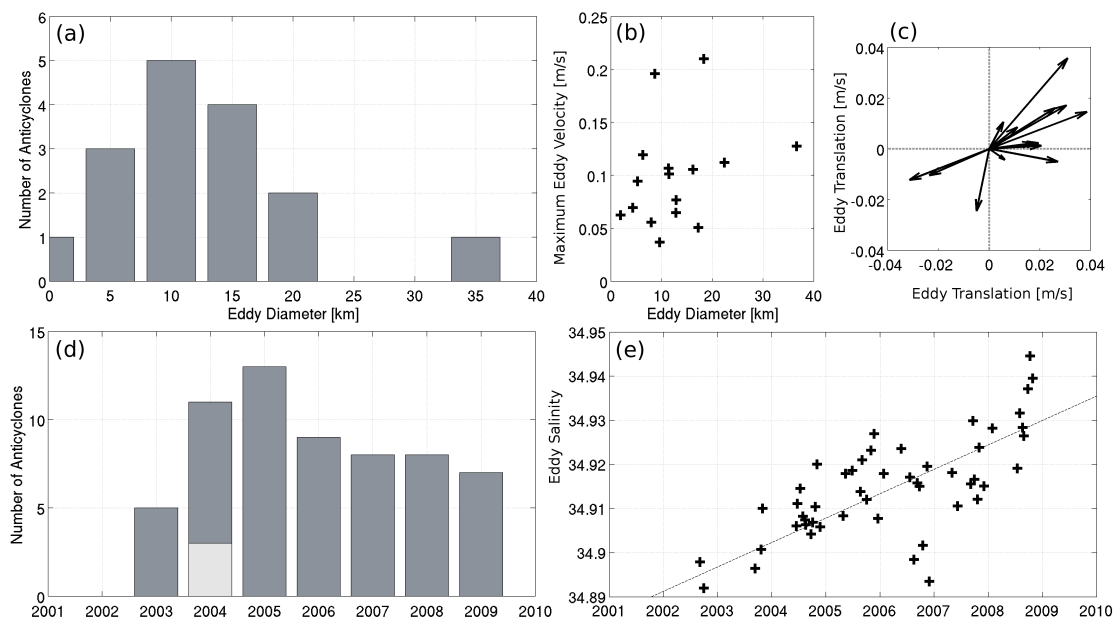 (a)
Number of Anticyclones
6
5
4
3
2
1
0
0 5 10 15 20 25 30 35 40
Eddy Diameter [km]
(b)
Maximum Eddy Velocity [m/s]
0.25
0.2
0.15
0.1
0.05
0
0 10 20 30 40
Eddy Diameter [km]
(c)
Eddy Translation [m/s]
0.04
0.02
0
-0.02
-0.04
-0.04 -0.02 0 0.02 0.04
Eddy Translation [m/s]
(d)
Number of Anticyclones
15
10
5
0
2001 2002 2003 2004 2005 2006 2007 2008 2009 2010
(e)
Eddy Salinity
34.95
34.94
34.93
34.92
34.91
34.9
34.89
2001 2002 2003 2004 2005 2006 2007 2008 2009 2010